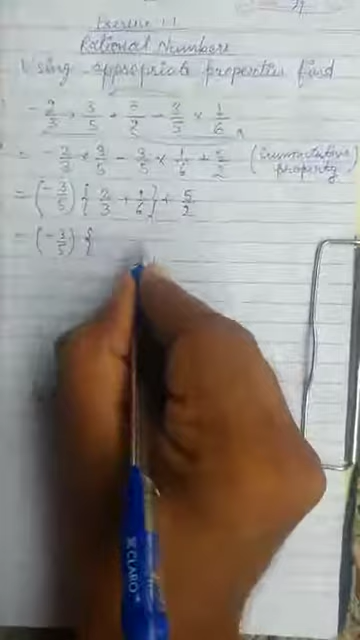 Exercise 1.1
Rational Numbers
Using appropriate properties find
-2/3 × 3/5 + 5/2 - 3/5 × 1/6
= -2/3 × 3/5 - 3/5 × 1/6 + 5/2 (Commutative property)
= (-3/5) { 2/3 + 1/6 } + 5/2
= (-3/5) {
CLARO